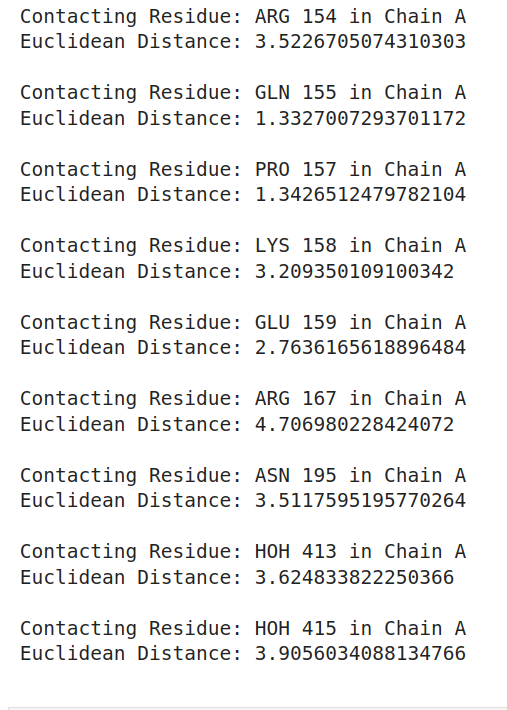 Contacting Residue: ARG 154 in Chain A
Euclidean Distance: 3.5226705074310303
Contacting Residue: GLN 155 in Chain A
Euclidean Distance: 1.3327007293701172
Contacting Residue: PRO 157 in Chain A
Euclidean Distance: 1.3426512479782104
Contacting Residue: LYS 158 in Chain A
Euclidean Distance: 3.209350109100342
Contacting Residue: GLU 159 in Chain A
Euclidean Distance: 2.7636165618896484
Contacting Residue: ARG 167 in Chain A
Euclidean Distance: 4.706980228424072
Contacting Residue: ASN 195 in Chain A
Euclidean Distance: 3.5117595195770264
Contacting Residue: HOH 413 in Chain A
Euclidean Distance: 3.624833822250366
Contacting Residue: HOH 415 in Chain A
Euclidean Distance: 3.9056034088134766